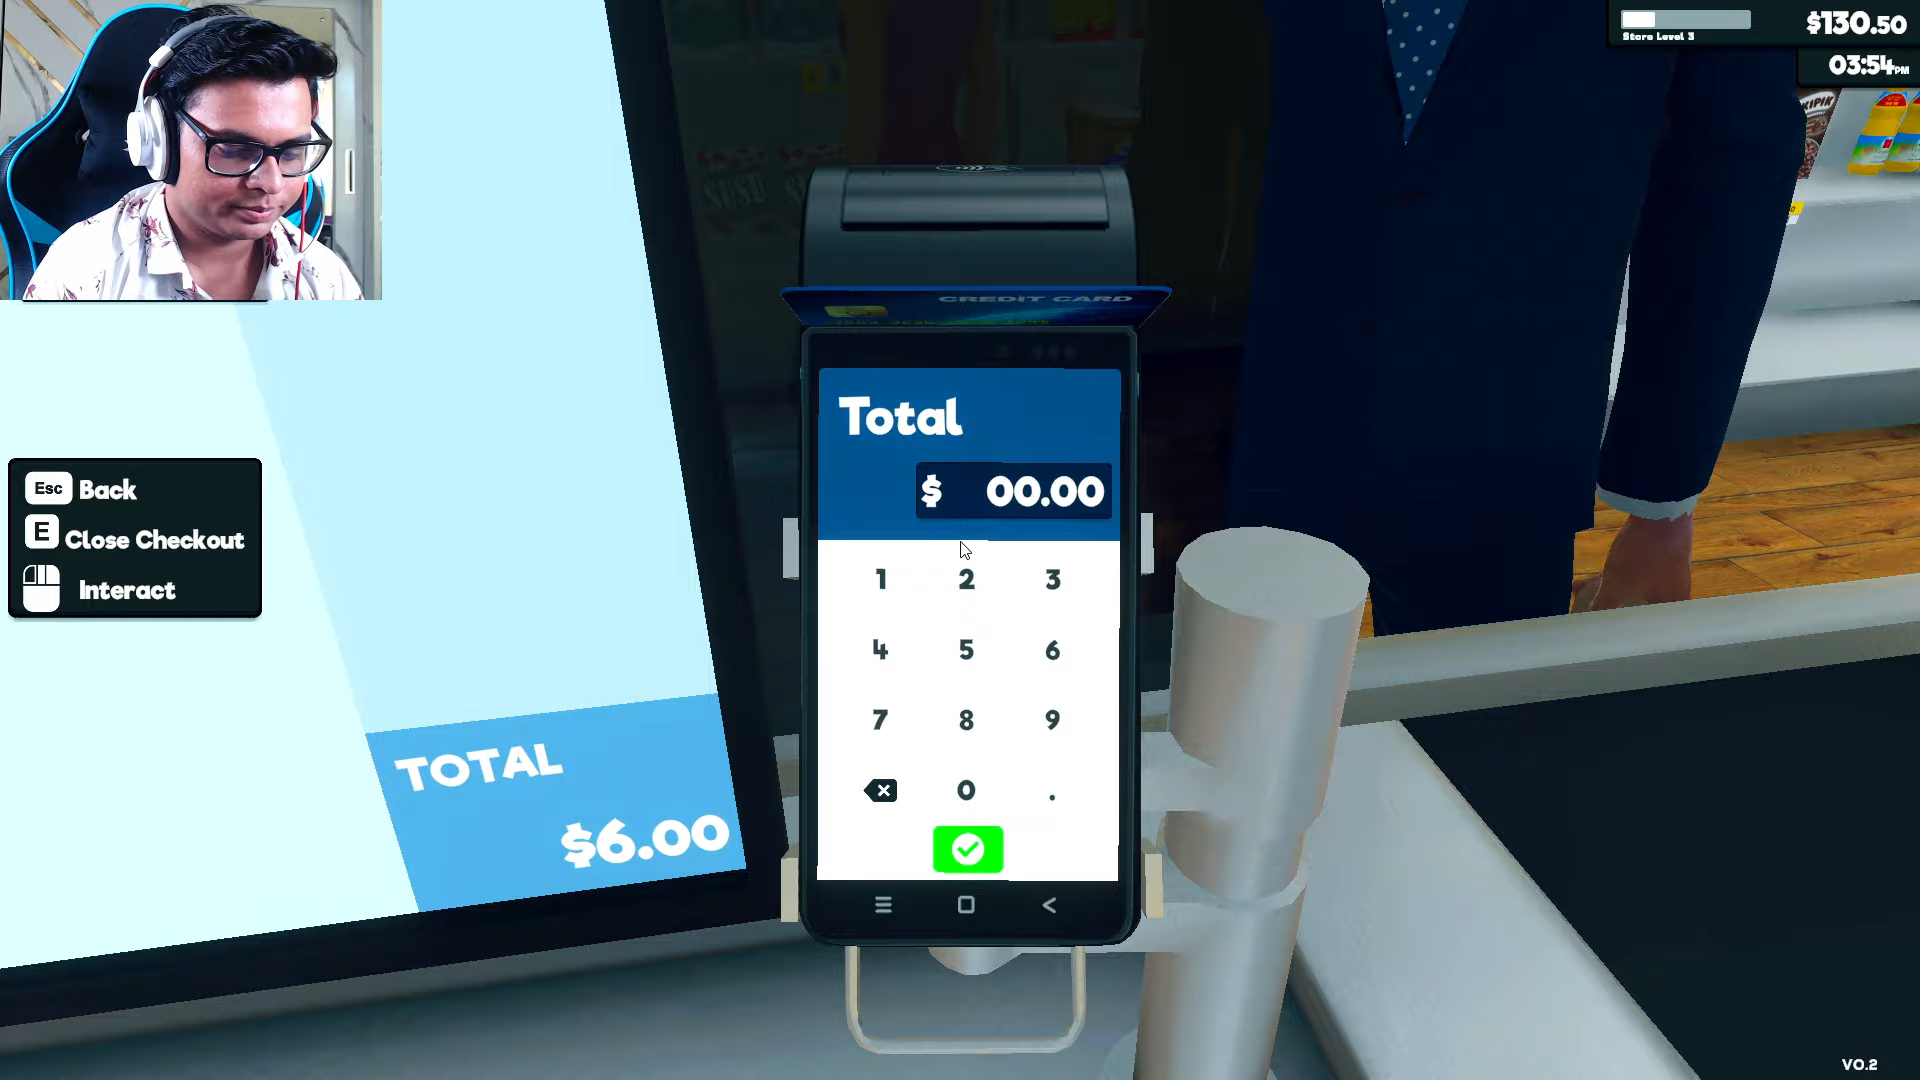 $130.50
Store Level 3
03:54PM
KIPIK
CREDIT CARD
Total
$ 00.00
Esc Back
E Close Checkout
Interact
1 2 3
4 5 6
7 8 9
0 .
TOTAL
$6.00
V0.2